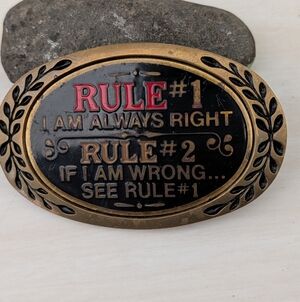 RULE #1
I AM ALWAYS RIGHT
RULE #2
IF I AM WRONG...
SEE RULE #1